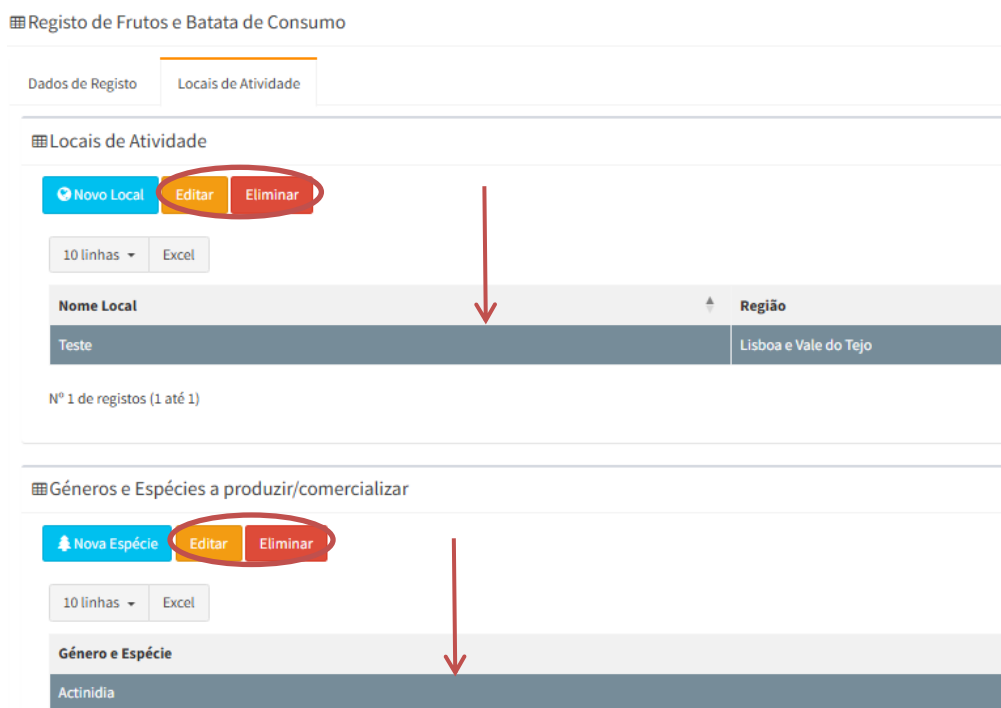 Registo de Frutos e Batata de Consumo
Dados de Registo Locais de Atividade
Locais de Atividade
Novo Local Editar Eliminar
10 linhas Excel
Nome Local Região
Teste Lisboa e Vale do Tejo
Nº 1 de registos (1 até 1)
Géneros e Espécies a produzir/comercializar
Nova Espécie Editar Eliminar
10 linhas Excel
Género e Espécie
Actinidia